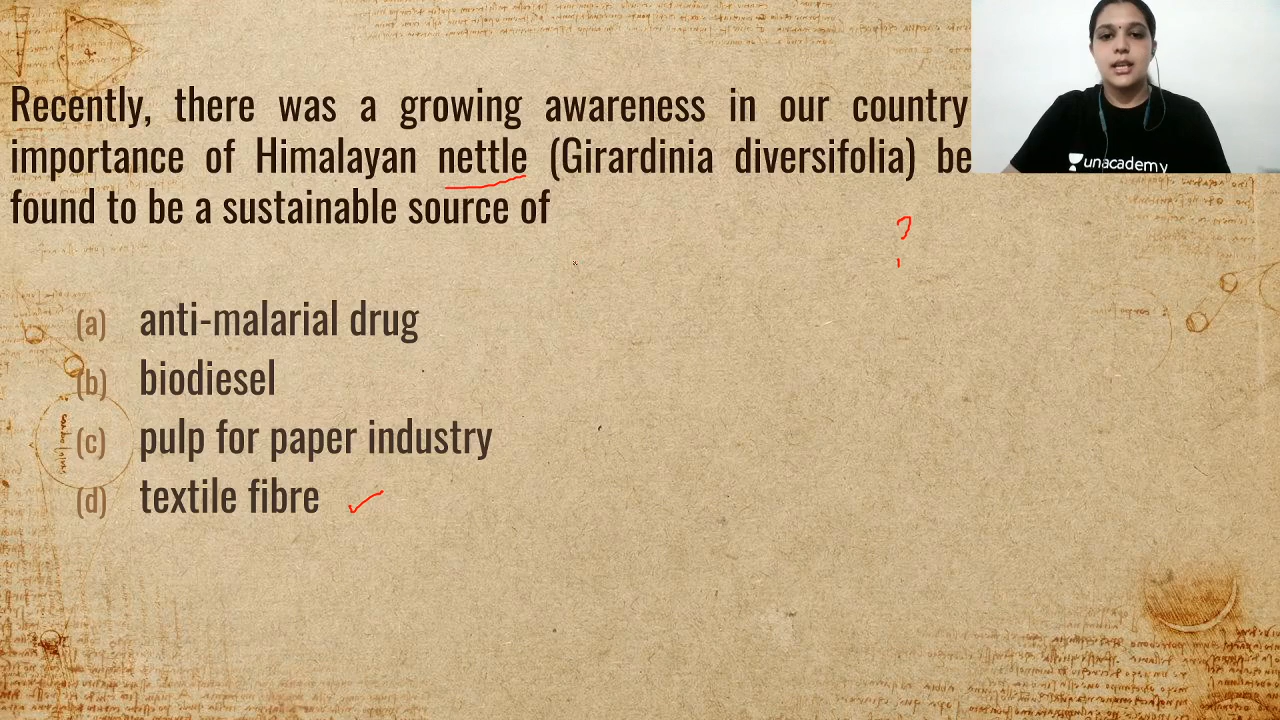 Recently, there was a growing awareness in our country
importance of Himalayan nettle (Girardinia diversifolia) be
found to be a sustainable source of
?
(a) anti-malarial drug
(b) biodiesel
(c) pulp for paper industry
(d) textile fibre
unacademy